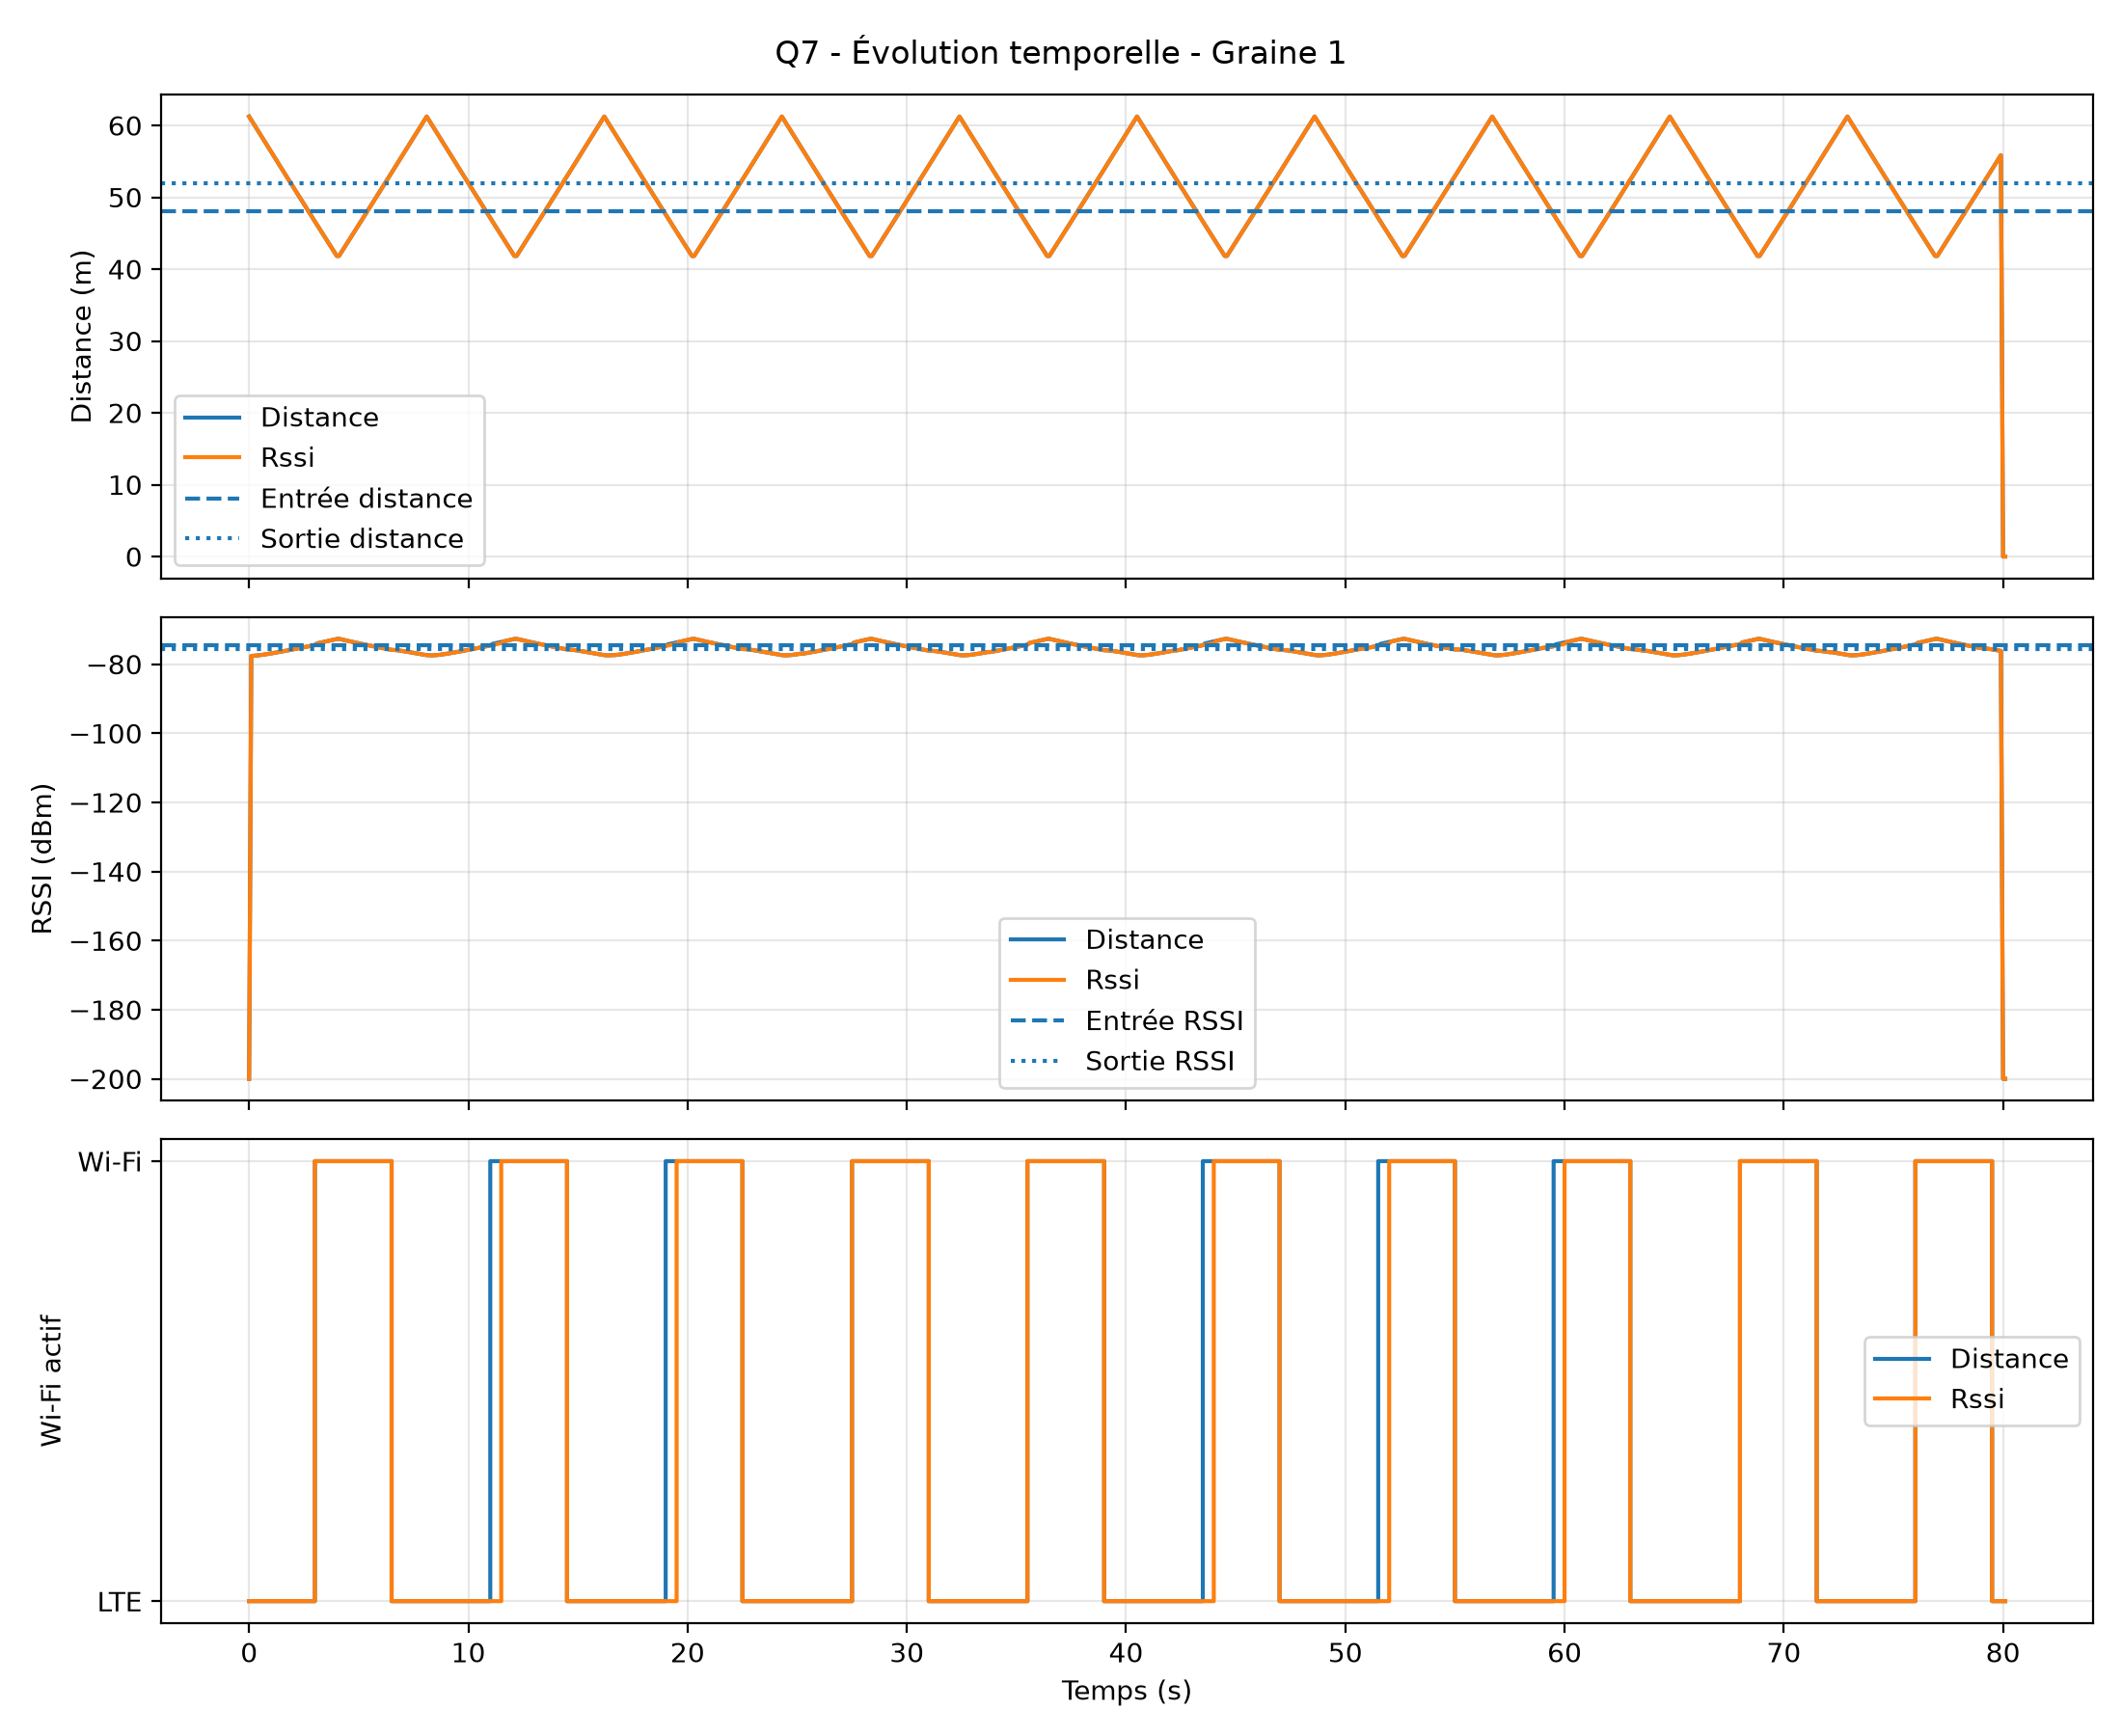 Q7 - Évolution temporelle - Graine 1
60
50
40
30
20
10
0
Distance (m)
Distance
Rssi
Entrée distance
Sortie distance
−80
−100
−120
−140
−160
−180
−200
RSSI (dBm)
Distance
Rssi
Entrée RSSI
Sortie RSSI
Wi-Fi
LTE
Wi-Fi actif
Distance
Rssi
0 10 20 30 40 50 60 70 80
Temps (s)